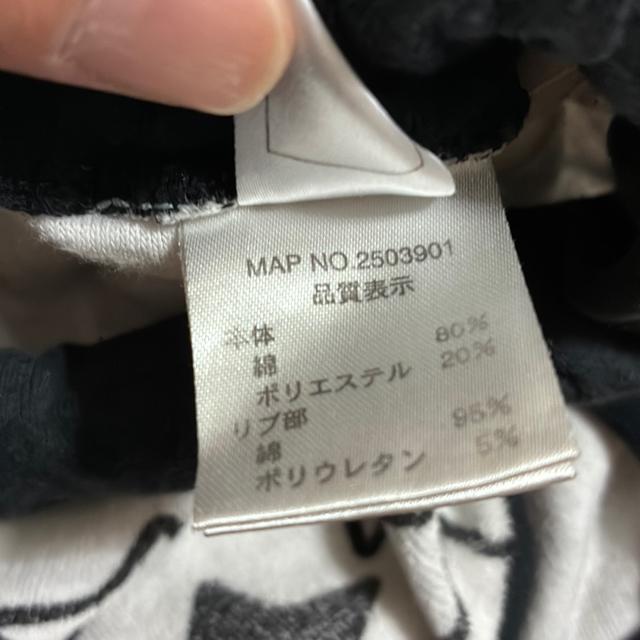 MAP NO.2503901
品質表示
本体
綿 80%
ポリエステル 20%
リブ部
綿 95%
ポリウレタン 5%